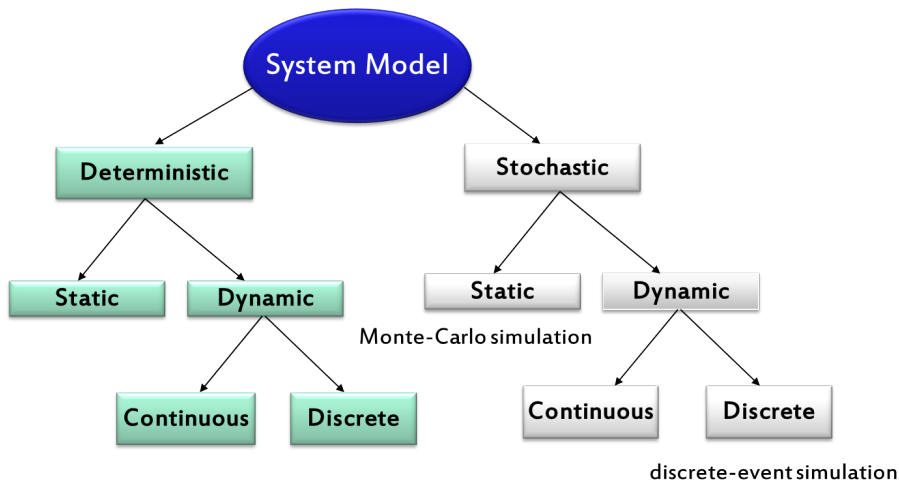 System Model
Deterministic
Stochastic
Static
Dynamic
Static
Dynamic
Monte-Carlo simulation
Continuous
Discrete
Continuous
Discrete
discrete-event simulation